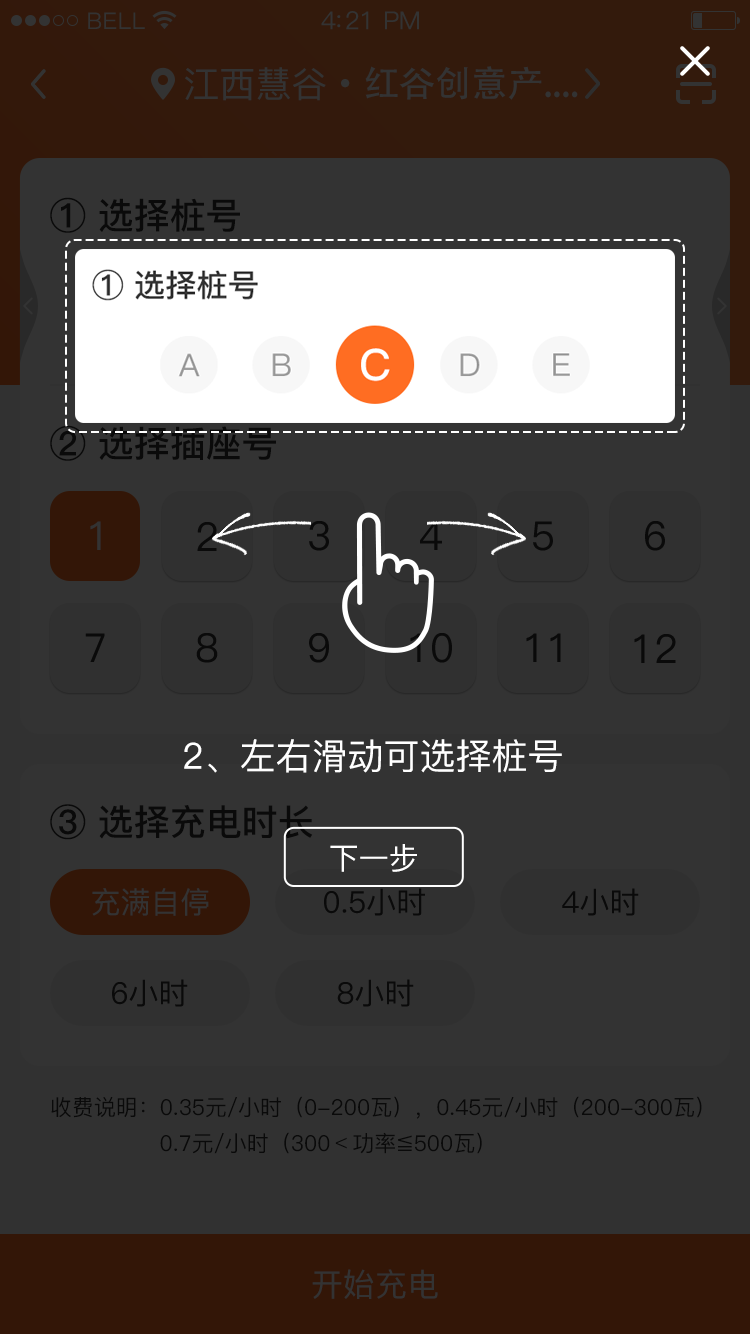 BELL 4:21 PM
江西慧谷·红谷创意产....
① 选择桩号
① 选择桩号
A B C D E
② 选择插座号
1 2 3 4 5 6
7 8 9 10 11 12
2、左右滑动可选择桩号
③ 选择充电时长
下一步
充满自停 0.5小时 4小时
6小时 8小时
收费说明：0.35元/小时（0-200瓦），0.45元/小时（200-300瓦）
0.7元/小时（300＜功率≦500瓦）
开始充电